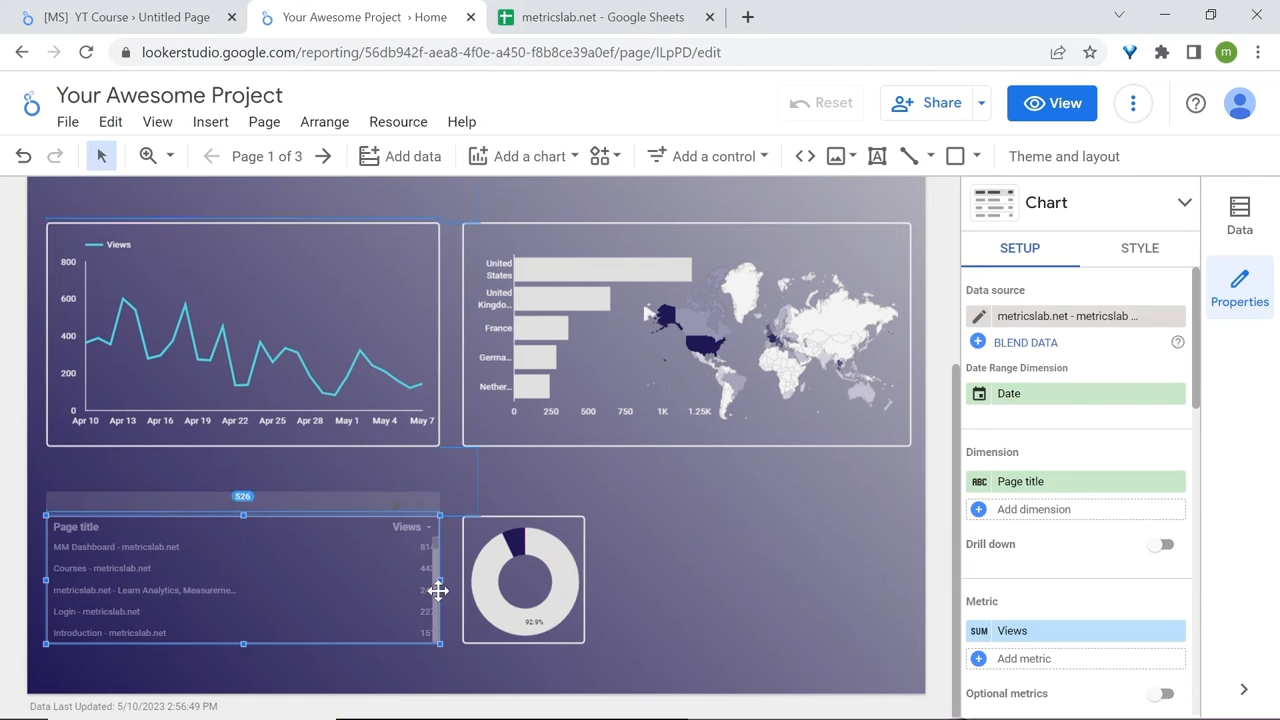 [MS]  YT Course › Untitled Page
Your Awesome Project › Home
metricslab.net - Google Sheets
lookerstudio.google.com/reporting/56db942f-aea8-4f0e-a450-f8b8ce39a0ef/page/ILpPD/edit
m
Your Awesome Project
Reset
Share
View
File
Edit
View
Insert
Page
Arrange
Resource
Help
Page 1 of 3
Add data
Add a chart
Add a control
Theme and layout
Views
800
600
400
200
0
Apr 10
Apr 13
Apr 16
Apr 19
Apr 22
Apr 25
Apr 28
May 1
May 4
May 7
United
States
United
Kingdo...
France
Germa...
Nether...
0
250
500
750
1K
1.25K
526
Page title
Views
MM Dashboard - metricslab.net
814
Courses - metricslab.net
metricslab.net - Learn Analytics, Measureme...
Login - metricslab.net
Introduction - metricslab.net
92.9%
Data Last Updated: 5/10/2023 2:56:49 PM
Chart
SETUP
STYLE
Data source
metricslab.net - metricslab ...
BLEND DATA
Date Range Dimension
Date
Dimension
ABC
Page title
Add dimension
Drill down
Metric
SUM
Views
Add metric
Optional metrics
Data
Properties